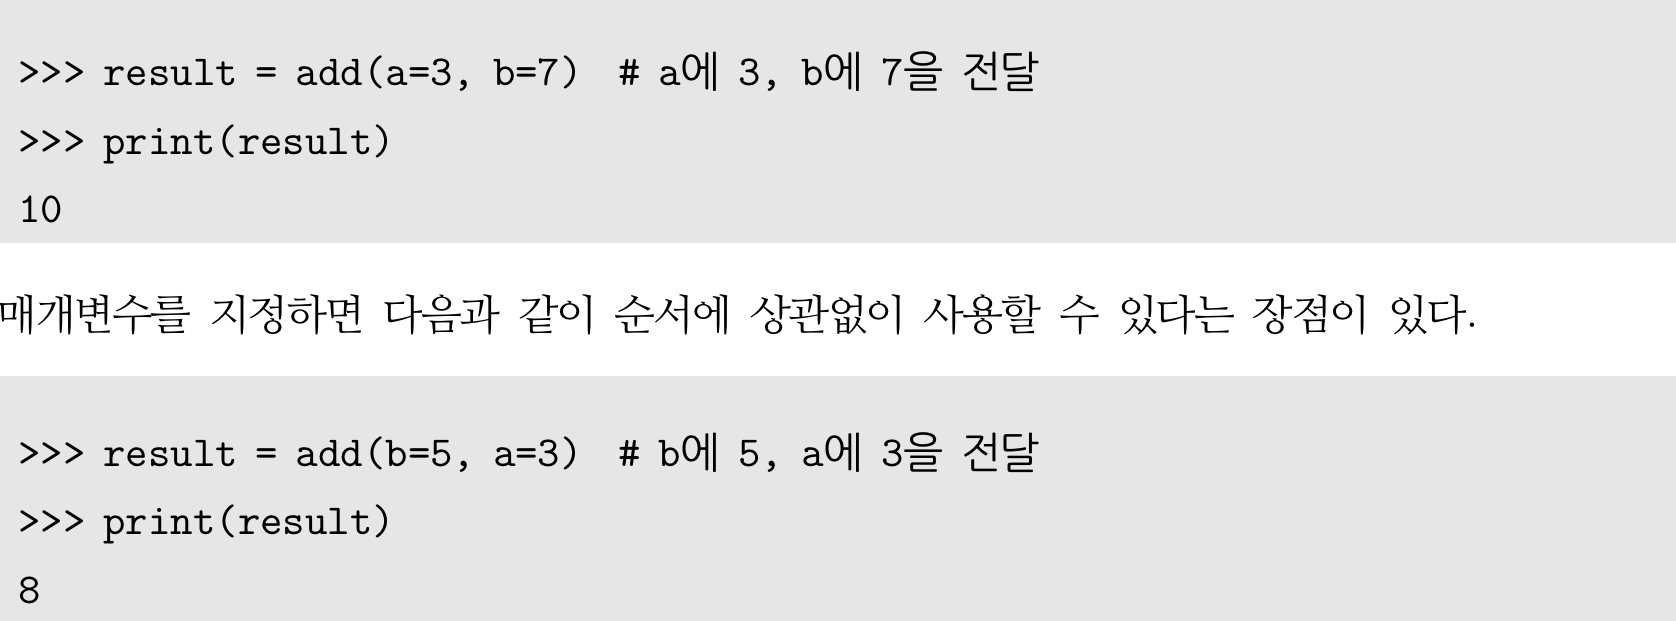 >>> result = add(a=3, b=7)  # a에 3, b에 7을 전달
>>> print(result)
10
매개변수를 지정하면 다음과 같이 순서에 상관없이 사용할 수 있다는 장점이 있다.
>>> result = add(b=5, a=3)  # b에 5, a에 3을 전달
>>> print(result)
8